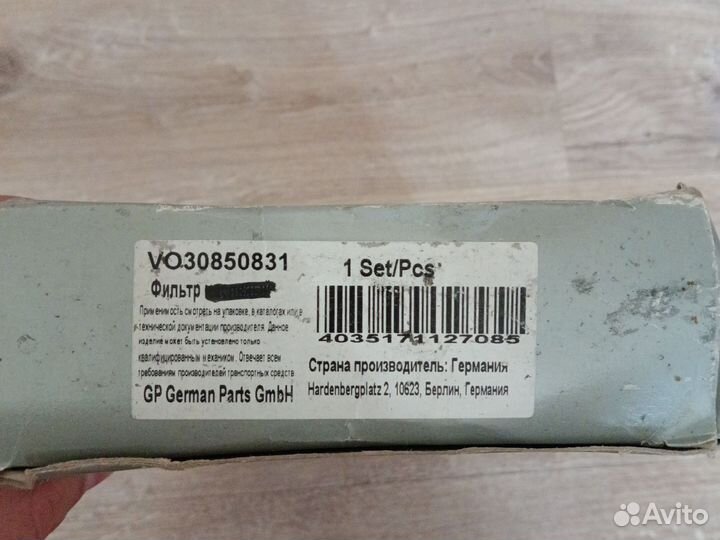 VO30850831
1 Set/Pcs
Фильтр
Применимость смотреть на упаковке, в каталогах или в
технической документации производителя. Данное
изделие может быть установлено только
квалифицированным механиком. Отвечает всем
требованиям производителей транспортных средств
GP German Parts GmbH
4035171127085
Страна производитель: Германия
Hardenbergplatz 2, 10623, Берлин, Германия
Avito